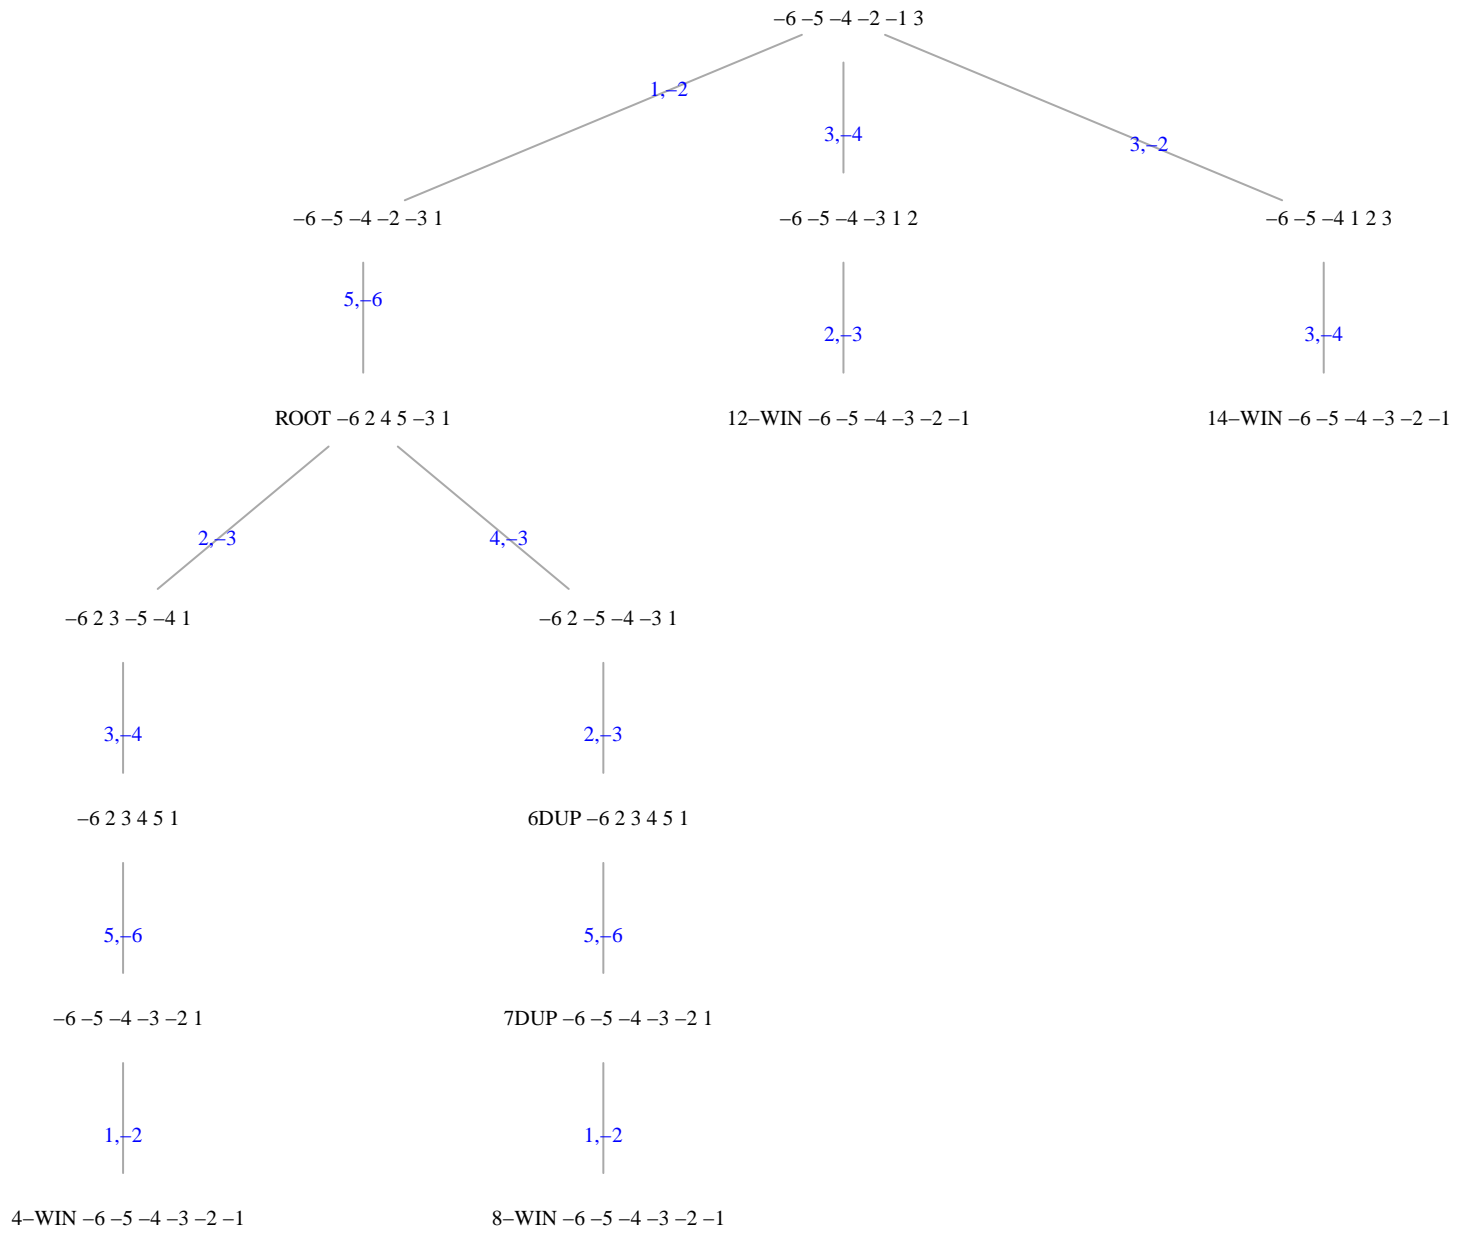 –6 –5 –4 –2 –1 3
1,–2
3,–4
3,–2
–6 –5 –4 –2 –3 1
–6 –5 –4 –3 1 2
–6 –5 –4 1 2 3
5,–6
2,–3
3,–4
ROOT –6 2 4 5 –3 1
12–WIN –6 –5 –4 –3 –2 –1
14–WIN –6 –5 –4 –3 –2 –1
2,–3
4,–3
–6 2 3 –5 –4 1
–6 2 –5 –4 –3 1
3,–4
2,–3
–6 2 3 4 5 1
6DUP –6 2 3 4 5 1
5,–6
5,–6
–6 –5 –4 –3 –2 1
7DUP –6 –5 –4 –3 –2 1
1,–2
1,–2
4–WIN –6 –5 –4 –3 –2 –1
8–WIN –6 –5 –4 –3 –2 –1